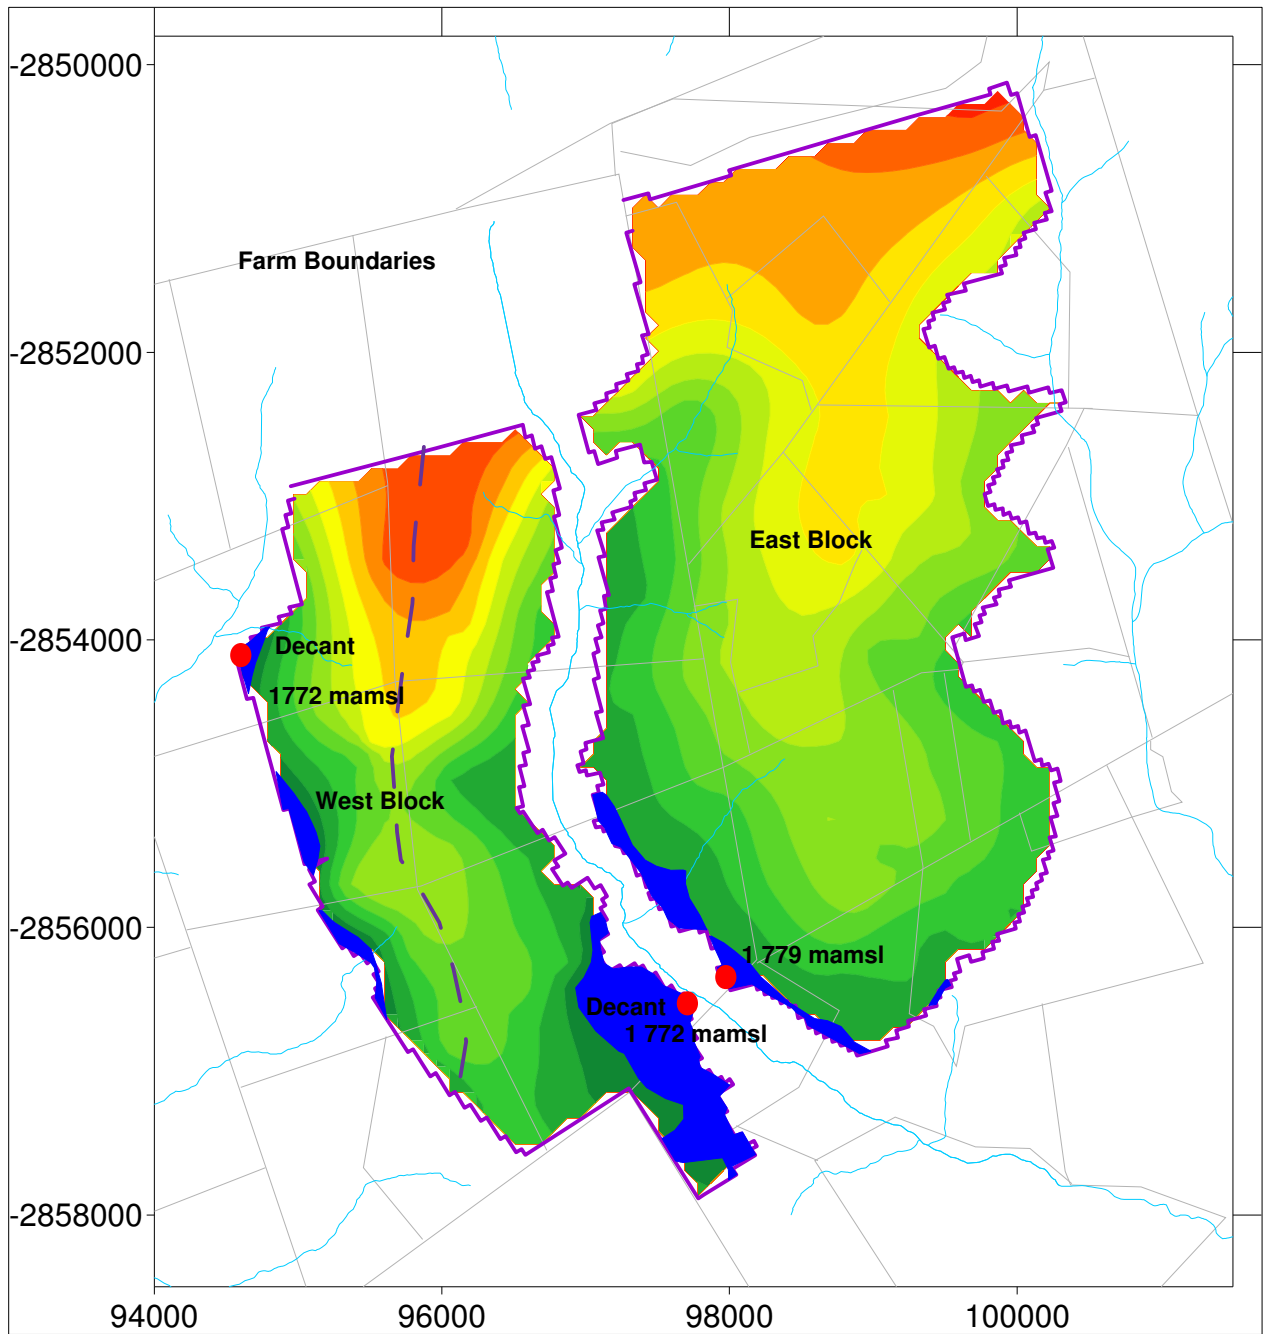 -2850000
Farm Boundaries
-2852000
East Block
-2854000
Decant
1772 mamsl
West Block
-2856000
1 779 mamsl
Decant
1 772 mamsl
-2858000
94000 96000 98000 100000